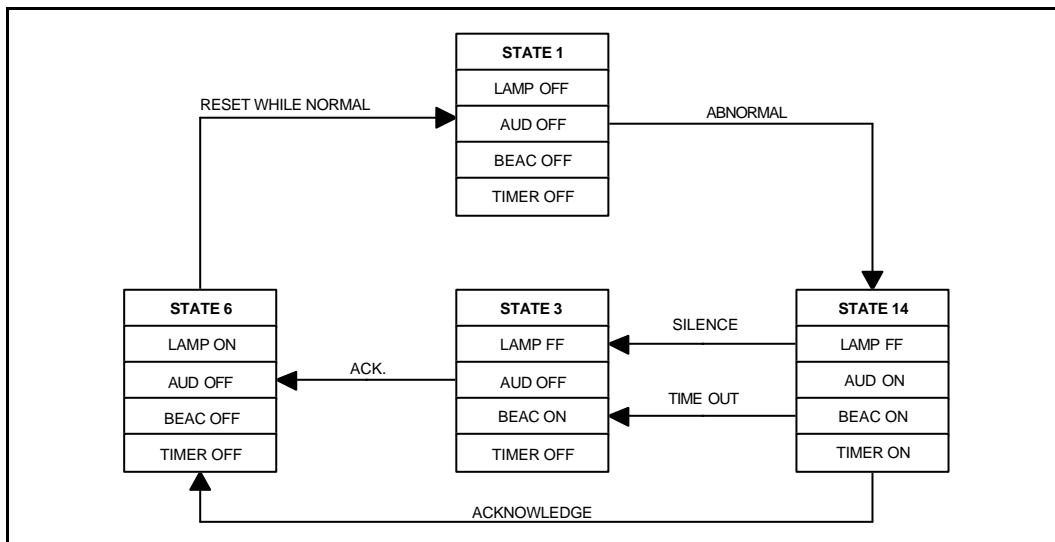 STATE 1
LAMP OFF
AUD OFF
BEAC OFF
TIMER OFF
RESET WHILE NORMAL
ABNORMAL
STATE 6
LAMP ON
AUD OFF
BEAC OFF
TIMER OFF
ACK.
STATE 3
LAMP FF
AUD OFF
BEAC ON
TIMER OFF
SILENCE
TIME OUT
STATE 14
LAMP FF
AUD ON
BEAC ON
TIMER ON
ACKNOWLEDGE